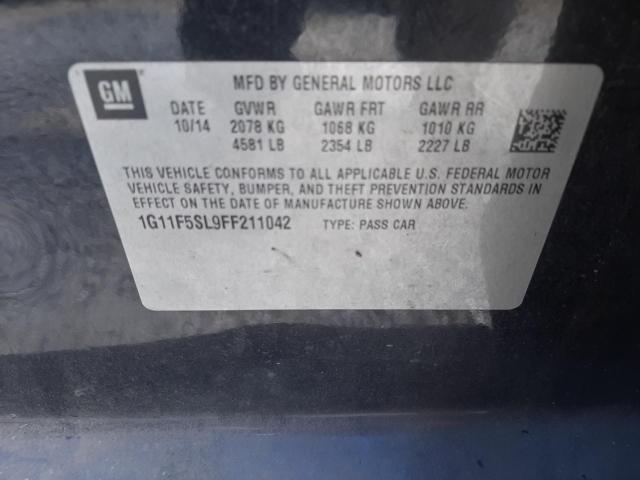 GM
MFD BY GENERAL MOTORS LLC
DATE GVWR GAWR FRT GAWR RR
10/14 2078 KG 1068 KG 1010 KG
4581 LB 2354 LB 2227 LB
THIS VEHICLE CONFORMS TO ALL APPLICABLE U.S. FEDERAL MOTOR
VEHICLE SAFETY, BUMPER, AND THEFT PREVENTION STANDARDS IN
EFFECT ON THE DATE OF MANUFACTURE SHOWN ABOVE.
1G11F5SL9FF211042 TYPE: PASS CAR